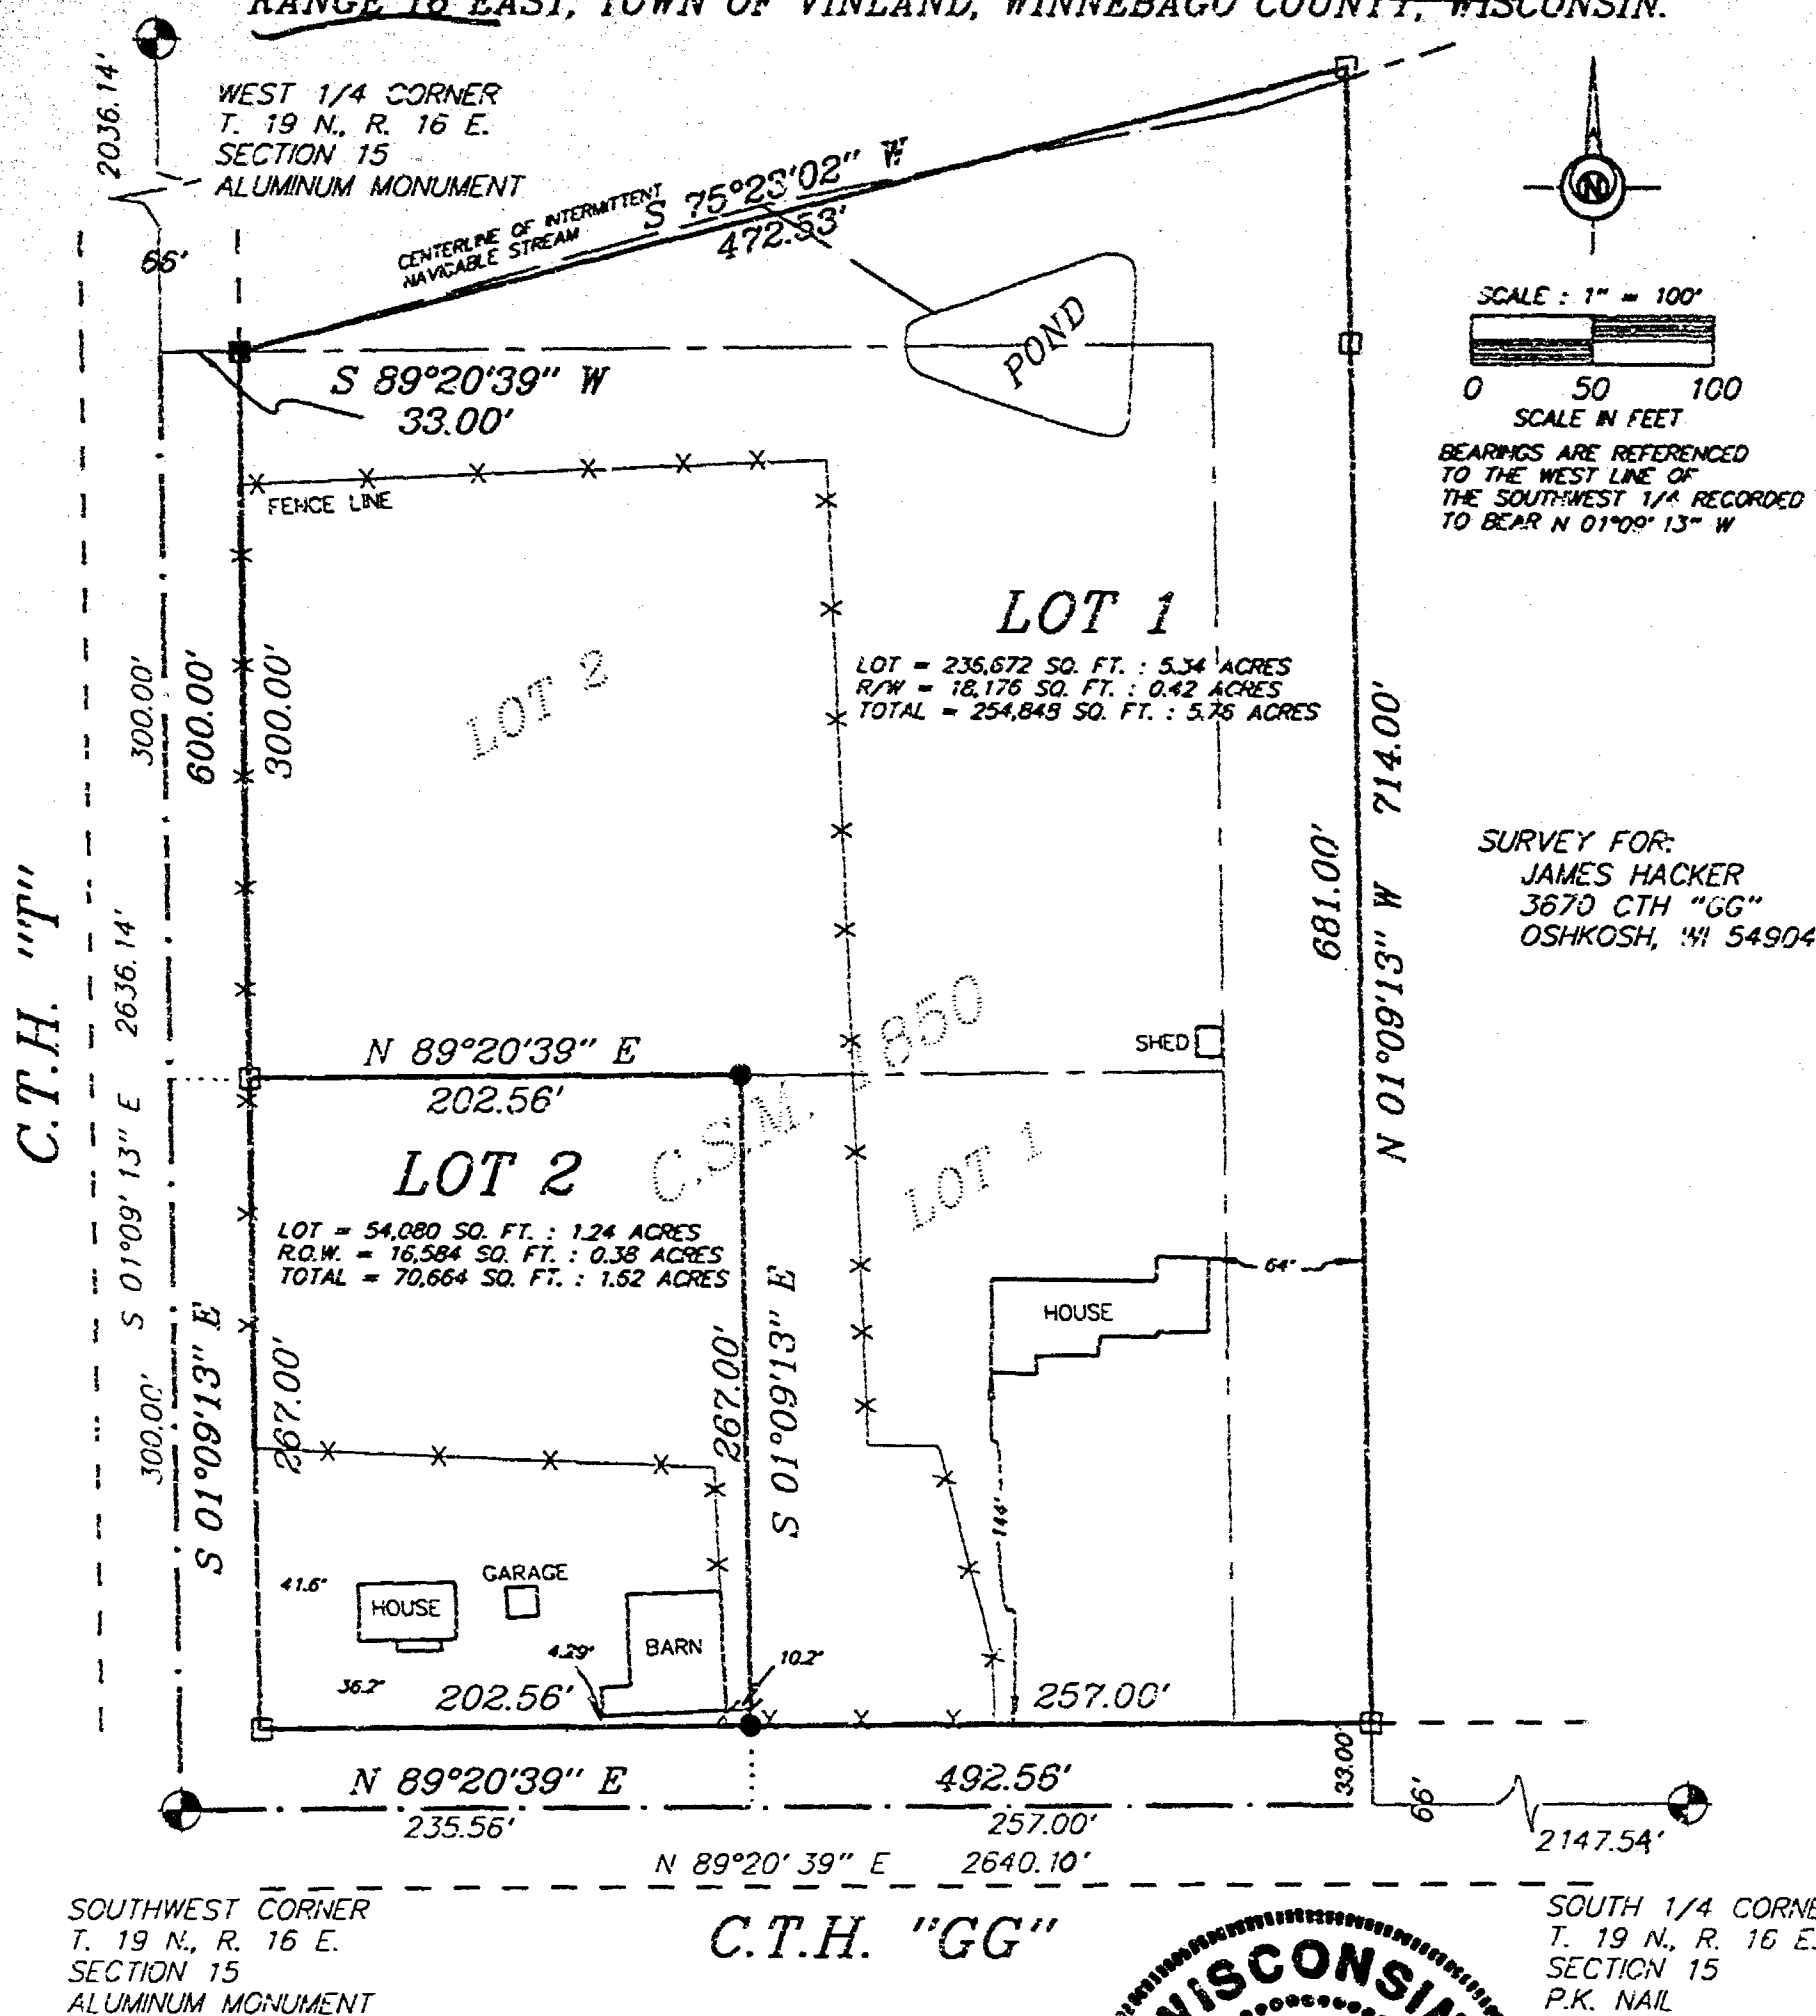 RANGE 16 EAST, TOWN OF VINLAND, WINNEBAGO COUNTY, WISCONSIN.
2036.14'
WEST 1/4 CORNER
T. 19 N., R. 16 E.
SECTION 15
ALUMINUM MONUMENT
66'
CENTERLINE OF INTERMITTENT
NAVIGABLE STREAM
S 75°23'02" W
472.53'
POND
N
SCALE : 1" = 100'
0 50 100
SCALE IN FEET
BEARINGS ARE REFERENCED
TO THE WEST LINE OF
THE SOUTHWEST 1/4 RECORDED
TO BEAR N 01°09'13" W
S 89°20'39" W
33.00'
FENCE LINE
LOT 1
LOT = 236,672 SQ. FT. : 5.34 ACRES
R/W = 18,176 SQ. FT. : 0.42 ACRES
TOTAL = 254,848 SQ. FT. : 5.76 ACRES
LOT 2
300.00'
600.00'
300.00'
681.00'
N 01°09'13" W 714.00'
SURVEY FOR:
JAMES HACKER
3670 CTH "GG"
OSHKOSH, WI 54904
C.T.H. "T"
S 01°09'13" E 2636.14'
N 89°20'39" E
202.56'
SHED
C.S.M. 850
LOT 1
LOT 2
LOT = 54,080 SQ. FT. : 1.24 ACRES
R.O.W. = 16,584 SQ. FT. : 0.38 ACRES
TOTAL = 70,664 SQ. FT. : 1.62 ACRES
300.00'
S 01°09'13" E
267.00'
267.00'
S 01°09'13" E
HOUSE
64'
144'
41.6'
HOUSE
GARAGE
BARN
4.29'
10.2'
36.2'
202.56'
257.00'
33.00'
N 89°20'39" E
492.56'
235.56'
257.00'
66'
2147.54'
N 89°20'39" E 2640.10'
C.T.H. "GG"
SOUTHWEST CORNER
T. 19 N., R. 16 E.
SECTION 15
ALUMINUM MONUMENT
WISCONSIN
SOUTH 1/4 CORNE
T. 19 N., R. 16 E.
SECTION 15
P.K. NAIL